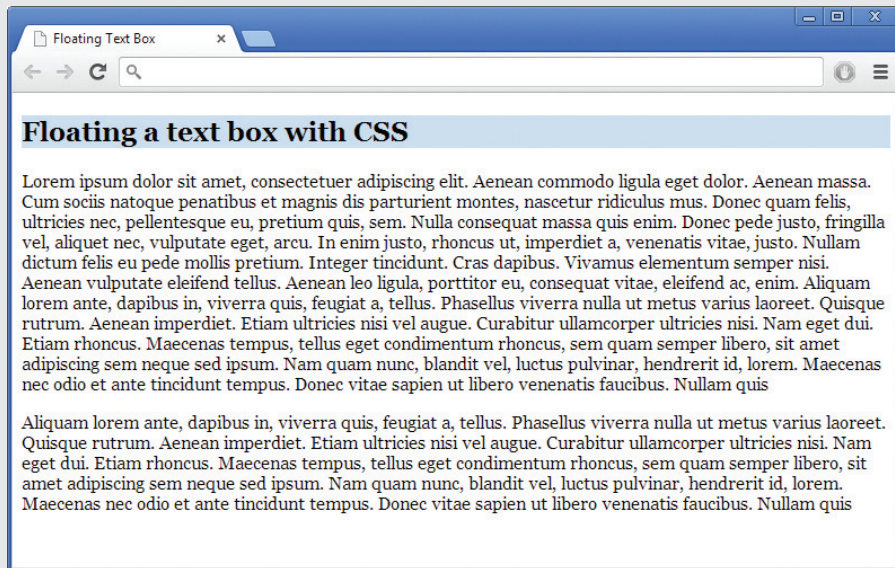 Floating Text Box
Floating a text box with CSS
Lorem ipsum dolor sit amet, consectetuer adipiscing elit. Aenean commodo ligula eget dolor. Aenean massa.
Cum sociis natoque penatibus et magnis dis parturient montes, nascetur ridiculus mus. Donec quam felis,
ultricies nec, pellentesque eu, pretium quis, sem. Nulla consequat massa quis enim. Donec pede justo, fringilla
vel, aliquet nec, vulputate eget, arcu. In enim justo, rhoncus ut, imperdiet a, venenatis vitae, justo. Nullam
dictum felis eu pede mollis pretium. Integer tincidunt. Cras dapibus. Vivamus elementum semper nisi.
Aenean vulputate eleifend tellus. Aenean leo ligula, porttitor eu, consequat vitae, eleifend ac, enim. Aliquam
lorem ante, dapibus in, viverra quis, feugiat a, tellus. Phasellus viverra nulla ut metus varius laoreet. Quisque
rutrum. Aenean imperdiet. Etiam ultricies nisi vel augue. Curabitur ullamcorper ultricies nisi. Nam eget dui.
Etiam rhoncus. Maecenas tempus, tellus eget condimentum rhoncus, sem quam semper libero, sit amet
adipiscing sem neque sed ipsum. Nam quam nunc, blandit vel, luctus pulvinar, hendrerit id, lorem. Maecenas
nec odio et ante tincidunt tempus. Donec vitae sapien ut libero venenatis faucibus. Nullam quis
Aliquam lorem ante, dapibus in, viverra quis, feugiat a, tellus. Phasellus viverra nulla ut metus varius laoreet.
Quisque rutrum. Aenean imperdiet. Etiam ultricies nisi vel augue. Curabitur ullamcorper ultricies nisi. Nam
eget dui. Etiam rhoncus. Maecenas tempus, tellus eget condimentum rhoncus, sem quam semper libero, sit
amet adipiscing sem neque sed ipsum. Nam quam nunc, blandit vel, luctus pulvinar, hendrerit id, lorem.
Maecenas nec odio et ante tincidunt tempus. Donec vitae sapien ut libero venenatis faucibus. Nullam quis